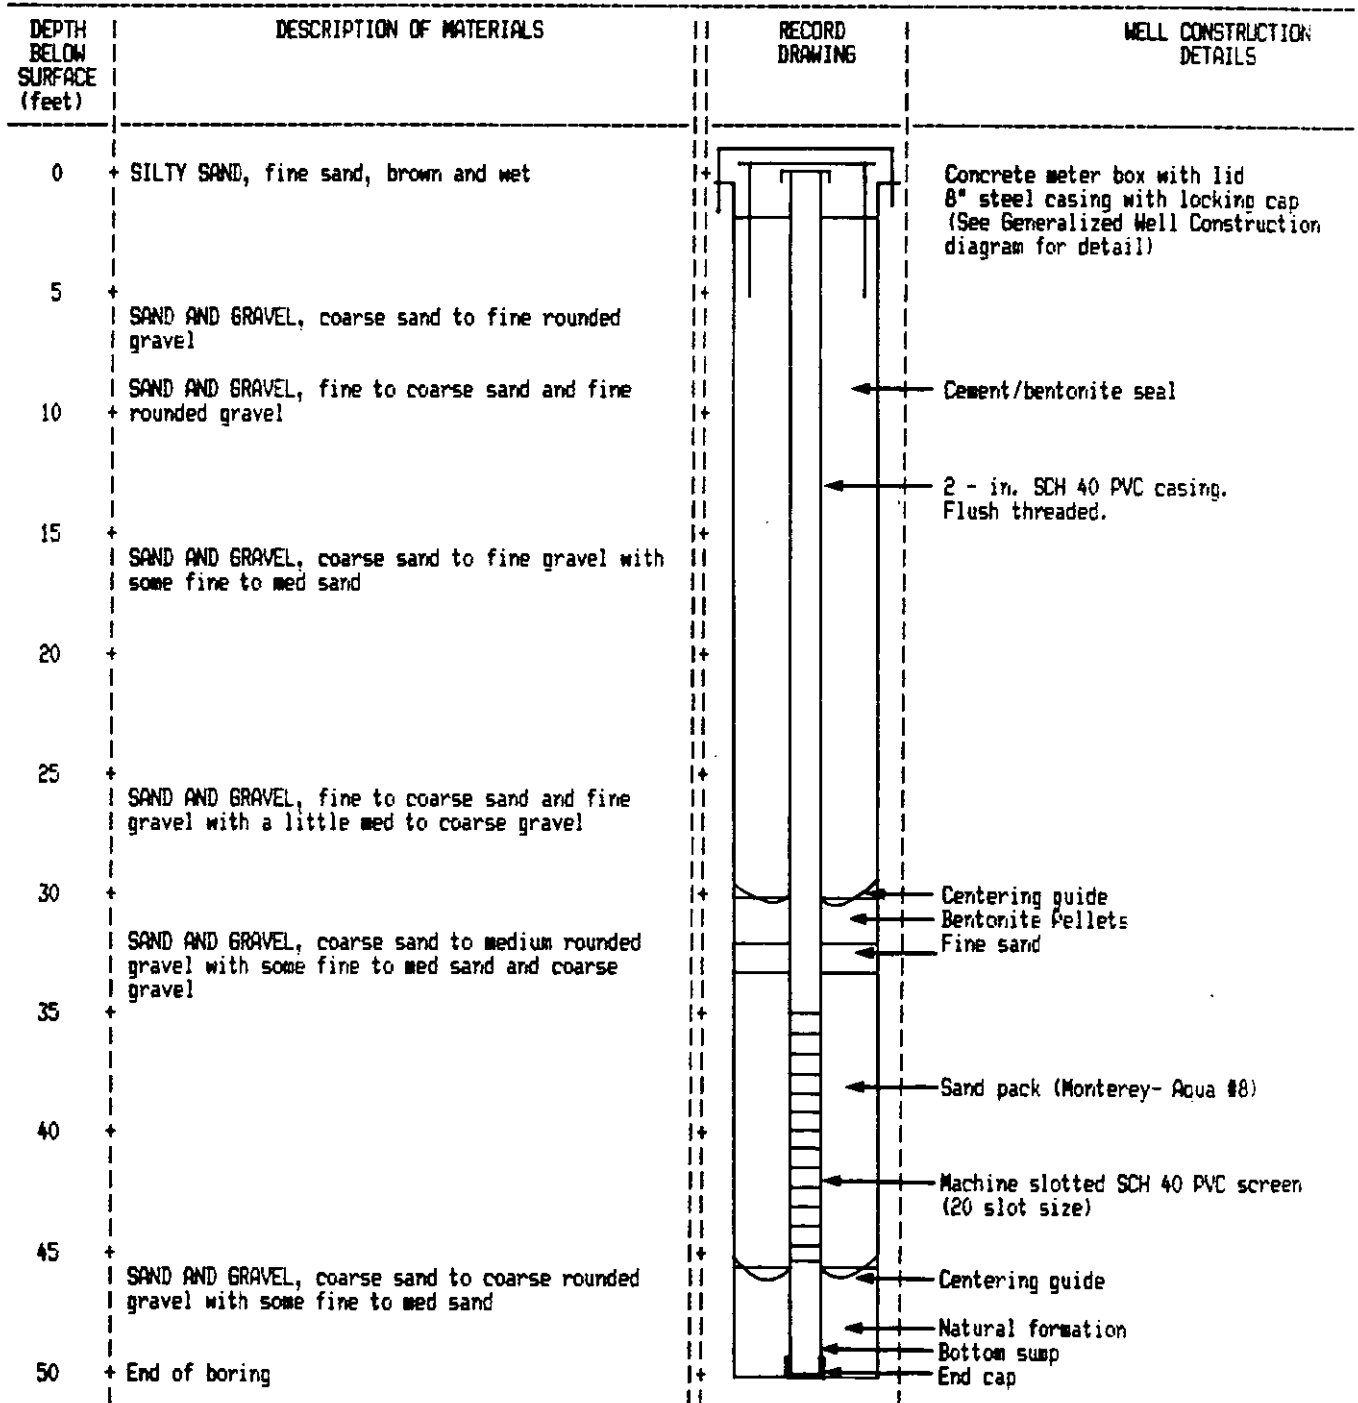 DEPTH BELOW SURFACE (feet)
DESCRIPTION OF MATERIALS
RECORD DRAWING
WELL CONSTRUCTION DETAILS
0
SILTY SAND, fine sand, brown and wet
Concrete meter box with lid
8" steel casing with locking cap
(See Generalized Well Construction
diagram for detail)
5
SAND AND GRAVEL, coarse sand to fine rounded
gravel
SAND AND GRAVEL, fine to coarse sand and fine
rounded gravel
Cement/bentonite seal
10
2 - in. SCH 40 PVC casing.
Flush threaded.
15
SAND AND GRAVEL, coarse sand to fine gravel with
some fine to med sand
20
25
SAND AND GRAVEL, fine to coarse sand and fine
gravel with a little med to coarse gravel
30
Centering guide
Bentonite Pellets
Fine sand
SAND AND GRAVEL, coarse sand to medium rounded
gravel with some fine to med sand and coarse
gravel
35
Sand pack (Monterey- Aqua #8)
40
Machine slotted SCH 40 PVC screen
(20 slot size)
45
SAND AND GRAVEL, coarse sand to coarse rounded
gravel with some fine to med sand
Centering guide
Natural formation
Bottom sump
50
End of boring
End cap